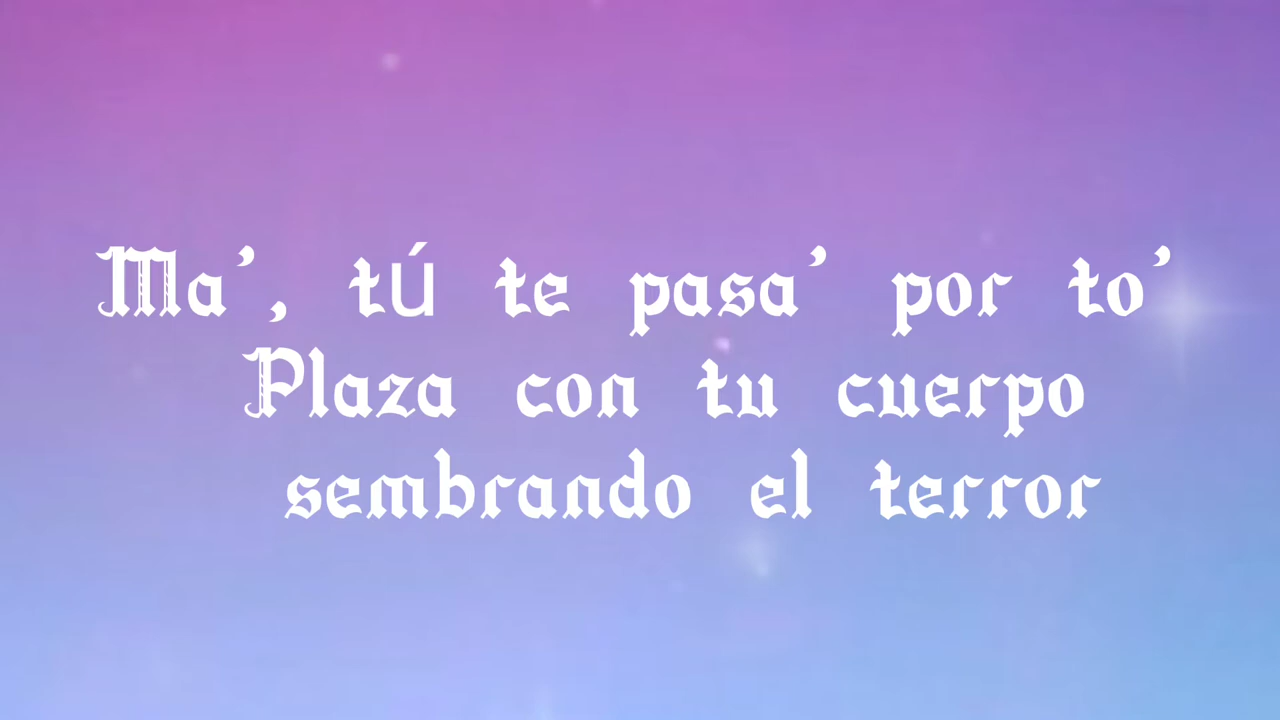 Ma’, tú te pasa’ por to’
Plaza con tu cuerpo
sembrando el terror